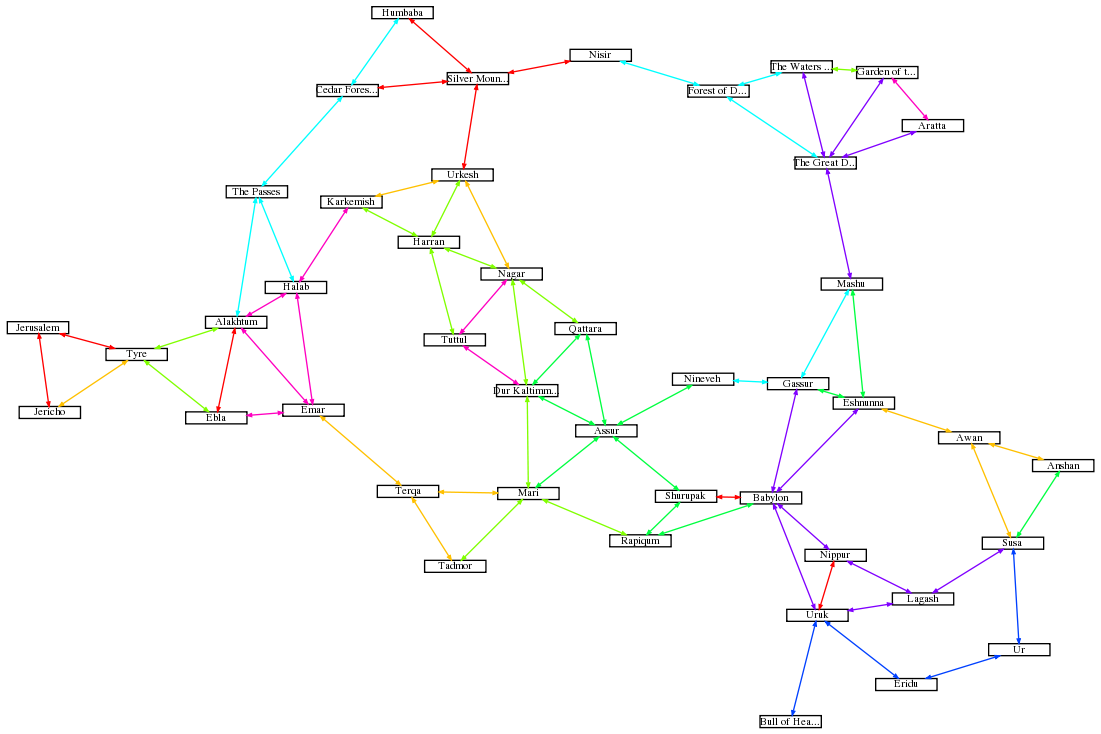 Humbaba
Nisir
The Waters ...
Garden of t...
Silver Moun...
Cedar Fores...
Forest of D...
Aratta
The Great D...
Urkesh
The Passes
Karkemish
Harran
Nagar
Mashu
Halab
Alakhtum
Jerusalem
Qattara
Tuttul
Tyre
Nineveh
Gassur
Dur Kaltimm...
Eshnunna
Jericho
Emar
Ebla
Assur
Awan
Anshan
Terqa
Mari
Shurupak
Babylon
Rapiqum
Susa
Nippur
Tadmor
Lagash
Uruk
Ur
Eridu
Bull of Hea...